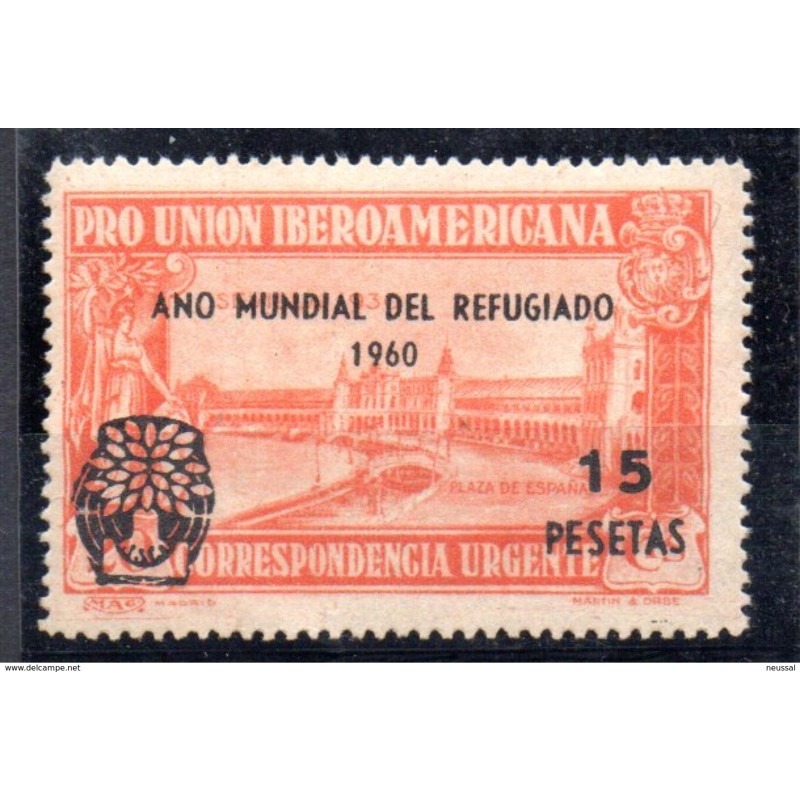 PRO UNION IBEROAMERICANA
ANO MUNDIAL DEL REFUGIADO
1960
PLAZA DE ESPAÑA
15
PESETAS
CORRESPONDENCIA URGENTE
MADRID
MARTIN & ORBE
www.delcampe.net
neussal